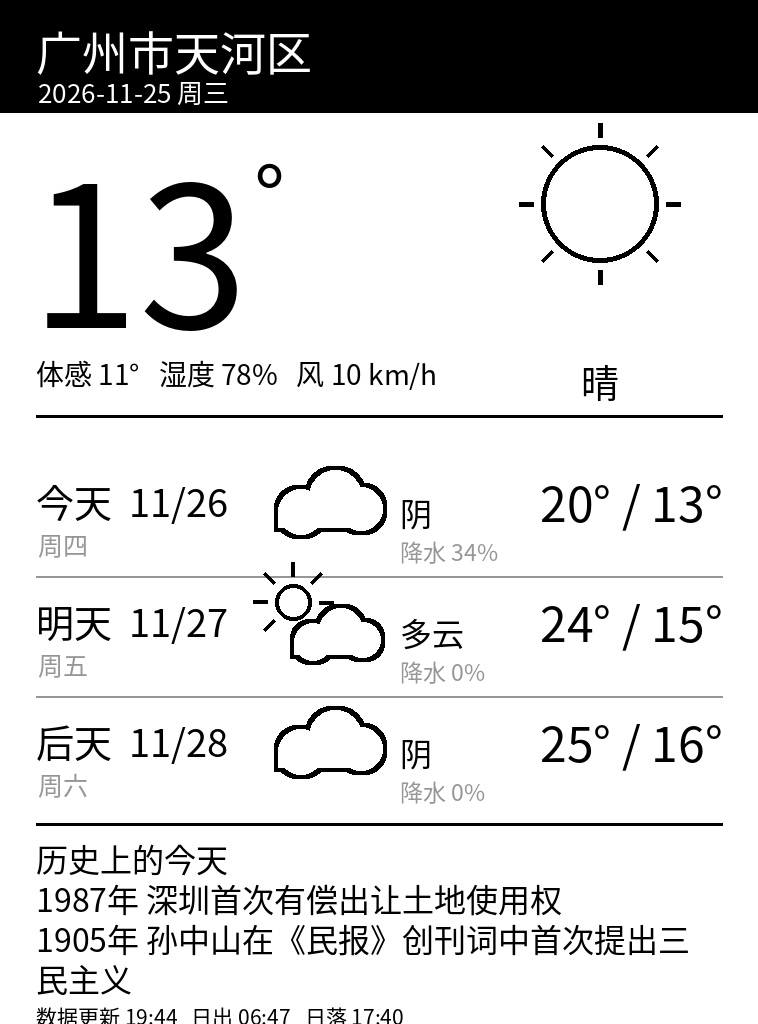 广州市天河区
2026-11-25 周三
13°
体感 11° 湿度 78% 风 10 km/h
晴
今天 11/26
周四
阴
降水 34%
20° / 13°
明天 11/27
周五
多云
降水 0%
24° / 15°
后天 11/28
周六
阴
降水 0%
25° / 16°
历史上的今天
1987年 深圳首次有偿出让土地使用权
1905年 孙中山在《民报》创刊词中首次提出三
民主义
数据更新 19:44 日出 06:47 日落 17:40